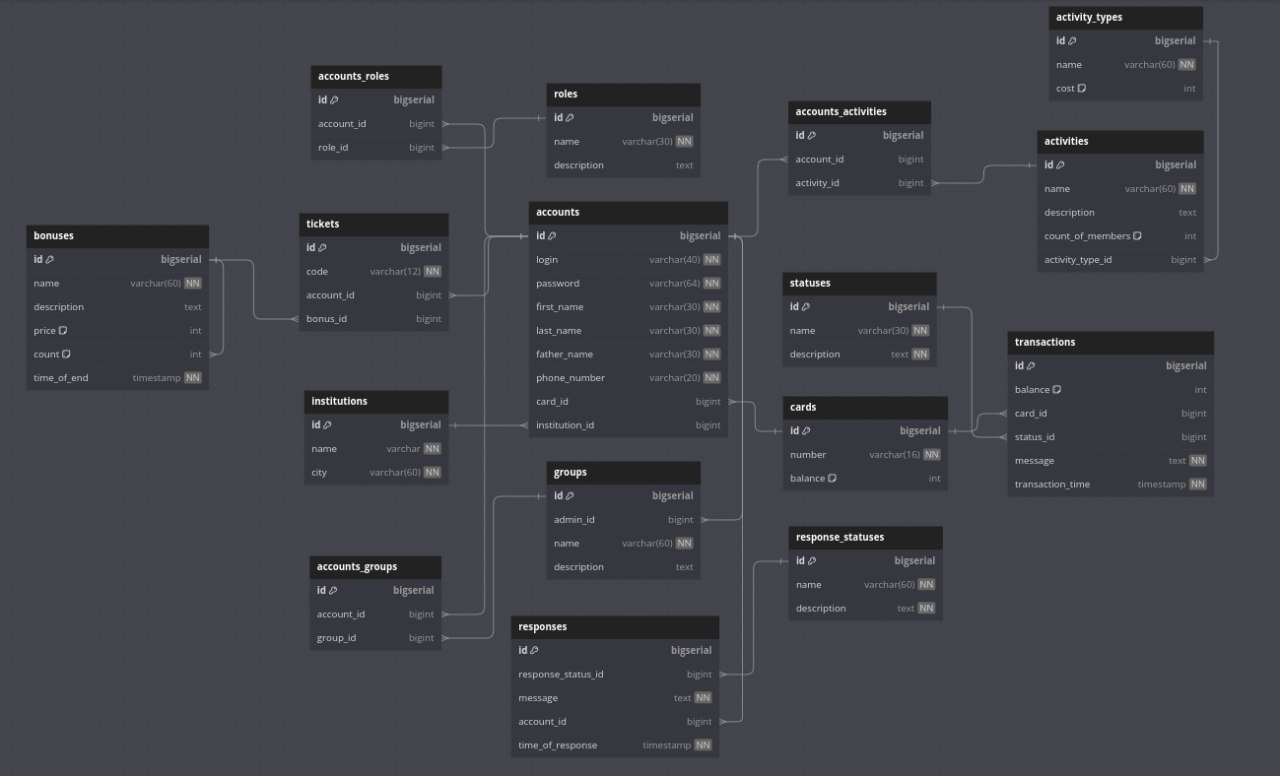 activity_types
id bigserial
name varchar(60) NN
cost int
accounts_roles
id bigserial
account_id bigint
role_id bigint
roles
id bigserial
name varchar(30) NN
description text
accounts_activities
id bigserial
account_id bigint
activity_id bigint
activities
id bigserial
name varchar(60) NN
description text
count_of_members int
activity_type_id bigint
bonuses
id bigserial
name varchar(60) NN
description text
price int
count int
time_of_end timestamp NN
tickets
id bigserial
code varchar(12) NN
account_id bigint
bonus_id bigint
accounts
id bigserial
login varchar(40) NN
password varchar(64) NN
first_name varchar(30) NN
last_name varchar(30) NN
father_name varchar(30) NN
phone_number varchar(20) NN
card_id bigint
institution_id bigint
statuses
id bigserial
name varchar(30) NN
description text NN
transactions
id bigserial
balance int
card_id bigint
status_id bigint
message text NN
transaction_time timestamp NN
institutions
id bigserial
name varchar NN
city varchar(60) NN
cards
id bigserial
number varchar(16) NN
balance int
groups
id bigserial
admin_id bigint
name varchar(60) NN
description text
response_statuses
id bigserial
name varchar(60) NN
description text NN
accounts_groups
id bigserial
account_id bigint
group_id bigint
responses
id bigserial
response_status_id bigint
message text NN
account_id bigint
time_of_response timestamp NN